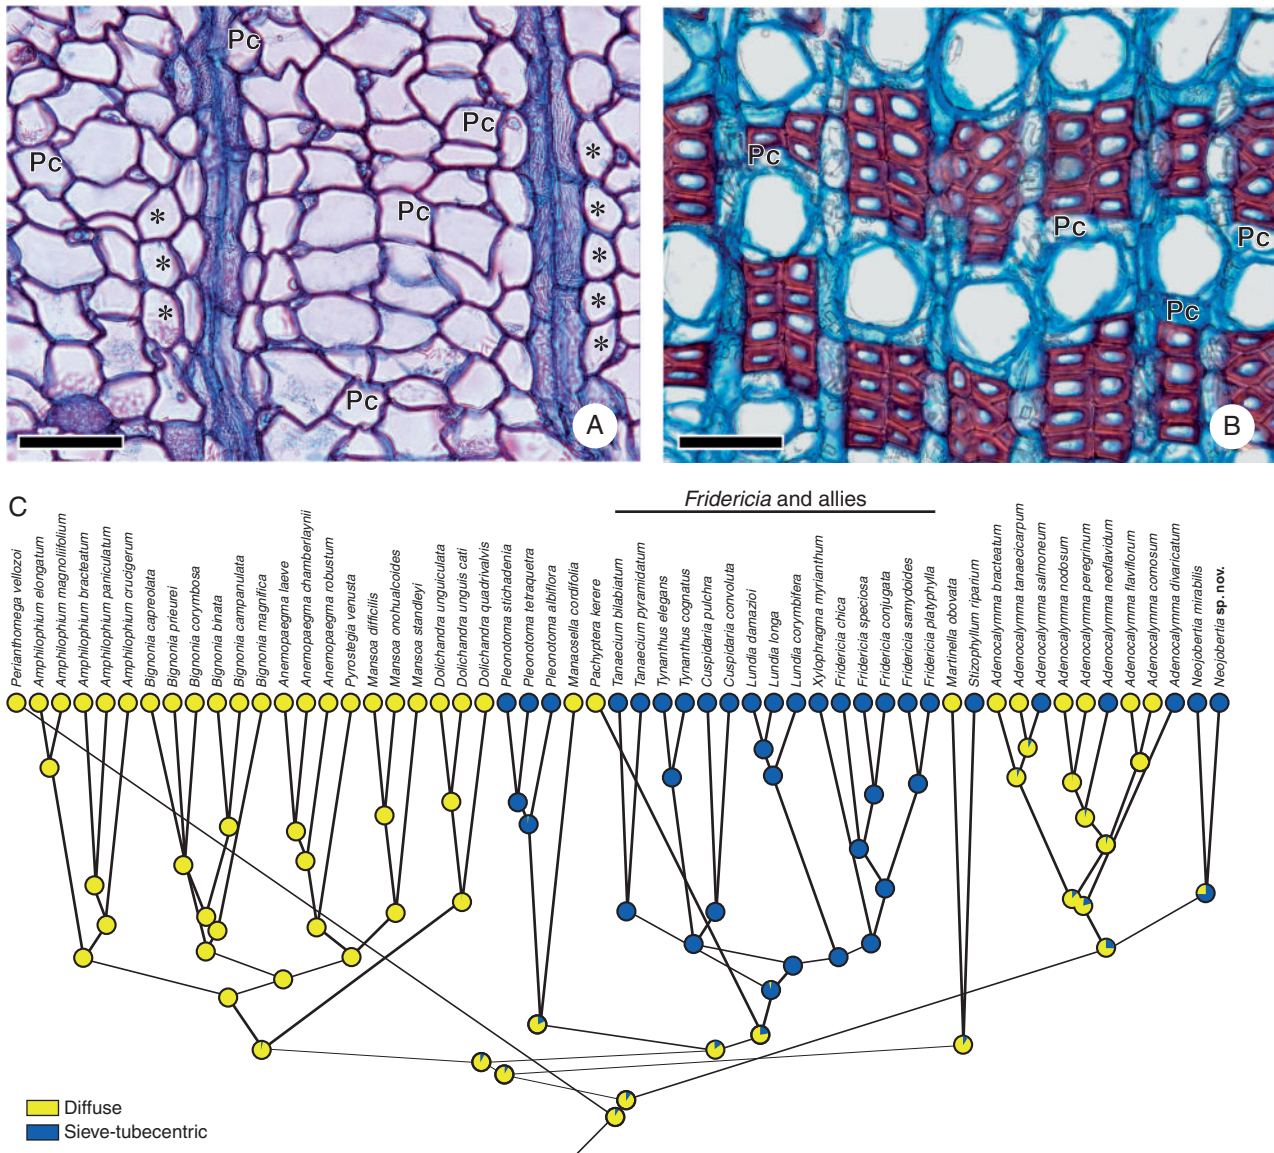 Pc
Pc
Pc
Pc
Pc
*
*
*
*
*
*
*
*
A
Pc
Pc
Pc
Pc
B
C
Fridericia and allies
Perianthomega vellozoi
Amphilophium elongatum
Amphilophium magnoliifolium
Amphilophium bracteatum
Amphilophium paniculatum
Amphilophium crucigerum
Bignonia capreolata
Bignonia prieurei
Bignonia corymbosa
Bignonia binata
Bignonia campanulata
Bignonia magnifica
Anemopaegma laeve
Anemopaegma chamberlaynii
Anemopaegma robustum
Pyrostegia venusta
Mansoa difficilis
Mansoa onohualcoides
Mansoa standleyi
Dolichandra unguiculata
Dolichandra unguis cati
Dolichandra quadrivalvis
Pleonotoma stichadenia
Pleonotoma tetraquetra
Pleonotoma albiflora
Manaosella cordifolia
Pachyptera kerere
Tanaecium bilabiatum
Tanaecium pyramidatum
Tynanthus elegans
Tynanthus cognatus
Cuspidaria pulchra
Cuspidaria convoluta
Lundia damazioi
Lundia longa
Lundia corymbifera
Xylophragma myrianthum
Fridericia chica
Fridericia speciosa
Fridericia conjugata
Fridericia samydoides
Fridericia platyphylla
Martinella obovata
Stizophyllum riparium
Adenocalymma bracteatum
Adenocalymma tanaecicarpum
Adenocalymma salmoneum
Adenocalymma nodosum
Adenocalymma peregrinum
Adenocalymma neoflavidum
Adenocalymma flaviflorum
Adenocalymma comosum
Adenocalymma divaricatum
Neojobertia mirabilis
Neojobertia sp. nov.
Diffuse
Sieve-tubecentric